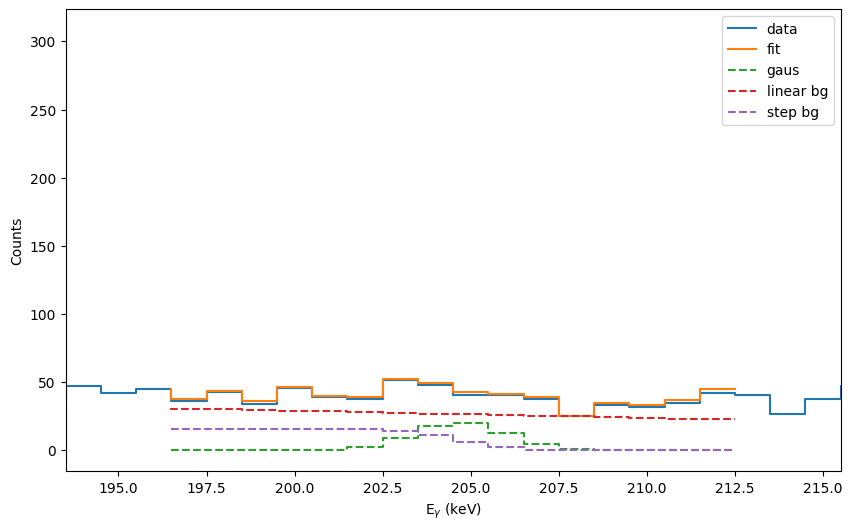 300
250
200
150
100
50
0
Counts
195.0 197.5 200.0 202.5 205.0 207.5 210.0 212.5 215.0
Eγ (keV)
data
fit
gaus
linear bg
step bg